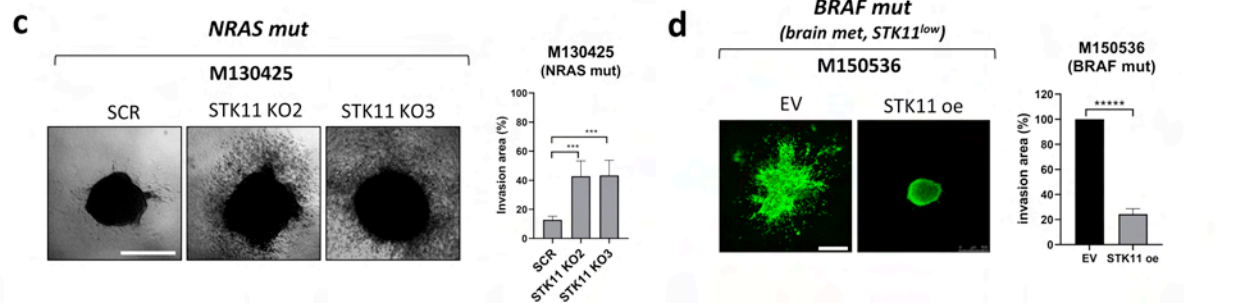 c
NRAS mut
M130425
SCR
STK11 KO2
STK11 KO3
M130425
(NRAS mut)
Invasion area (%)
100
80
60
40
20
0
***
***
SCR
STK11 KO2
STK11 KO3
d
BRAF mut
(brain met, STK11low)
M150536
EV
STK11 oe
M150536
(BRAF mut)
invasion area (%)
120
100
80
60
40
20
0
*****
EV
STK11 oe